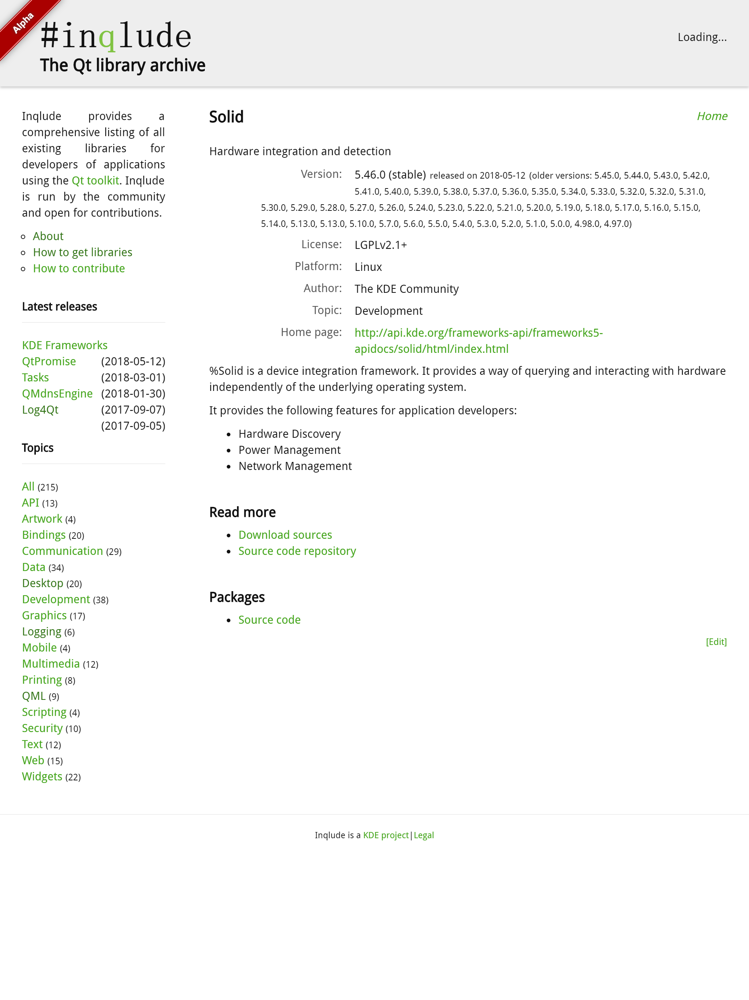 Alpha
#inqlude
The Qt library archive
Loading...
Inqlude provides a
comprehensive listing of all
existing libraries for
developers of applications
using the Qt toolkit. Inqlude
is run by the community
and open for contributions.
About
How to get libraries
How to contribute
Latest releases
KDE Frameworks
QtPromise (2018-05-12)
Tasks (2018-03-01)
QMdnsEngine (2018-01-30)
Log4Qt (2017-09-07)
(2017-09-05)
Topics
All (215)
API (13)
Artwork (4)
Bindings (20)
Communication (29)
Data (34)
Desktop (20)
Development (38)
Graphics (17)
Logging (6)
Mobile (4)
Multimedia (12)
Printing (8)
QML (9)
Scripting (4)
Security (10)
Text (12)
Web (15)
Widgets (22)
Solid
Home
Hardware integration and detection
Version: 5.46.0 (stable) released on 2018-05-12 (older versions: 5.45.0, 5.44.0, 5.43.0, 5.42.0,
5.41.0, 5.40.0, 5.39.0, 5.38.0, 5.37.0, 5.36.0, 5.35.0, 5.34.0, 5.33.0, 5.32.0, 5.32.0, 5.31.0,
5.30.0, 5.29.0, 5.28.0, 5.27.0, 5.26.0, 5.24.0, 5.23.0, 5.22.0, 5.21.0, 5.20.0, 5.19.0, 5.18.0, 5.17.0, 5.16.0, 5.15.0,
5.14.0, 5.13.0, 5.13.0, 5.10.0, 5.7.0, 5.6.0, 5.5.0, 5.4.0, 5.3.0, 5.2.0, 5.1.0, 5.0.0, 4.98.0, 4.97.0)
License: LGPLv2.1+
Platform: Linux
Author: The KDE Community
Topic: Development
Home page: http://api.kde.org/frameworks-api/frameworks5-
apidocs/solid/html/index.html
%Solid is a device integration framework. It provides a way of querying and interacting with hardware
independently of the underlying operating system.
It provides the following features for application developers:
Hardware Discovery
Power Management
Network Management
Read more
Download sources
Source code repository
Packages
Source code
[Edit]
Inqlude is a KDE project|Legal